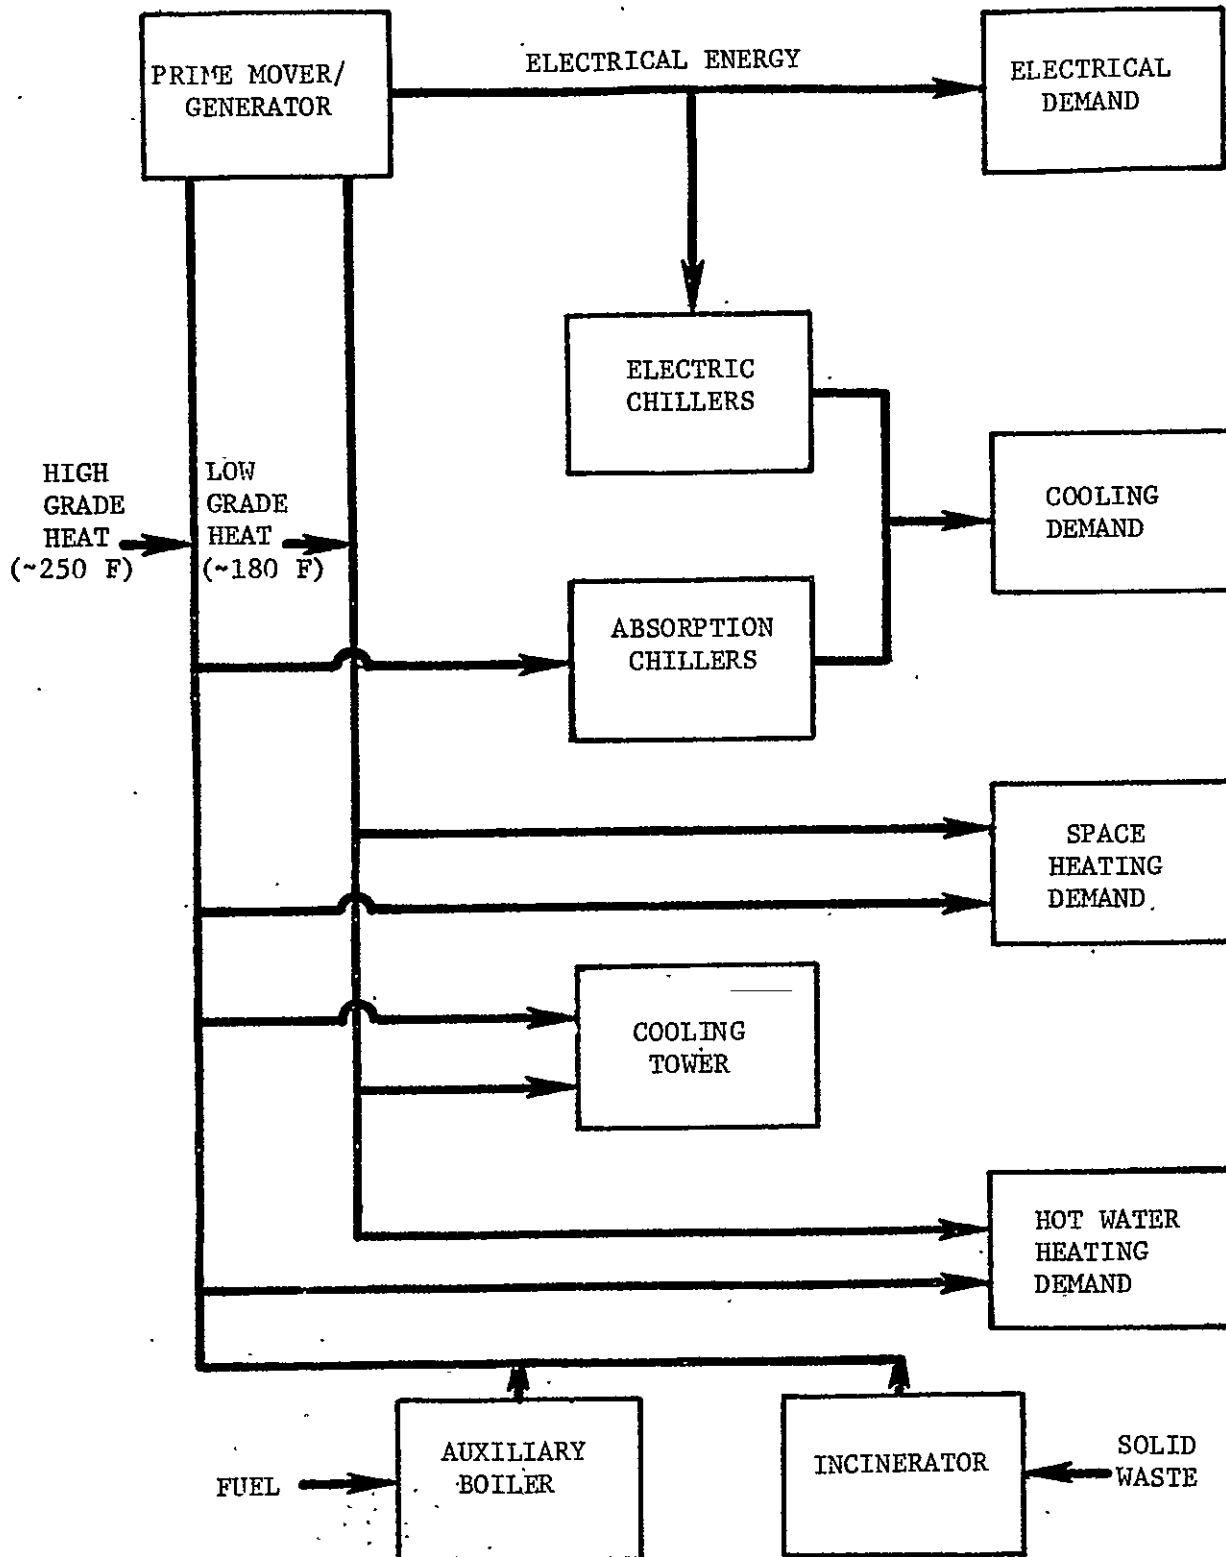 PRIME MOVER/
GENERATOR
ELECTRICAL ENERGY
ELECTRICAL
DEMAND
ELECTRIC
CHILLERS
HIGH
GRADE
HEAT
(~250 F)
LOW
GRADE
HEAT
(~180 F)
COOLING
DEMAND
ABSORPTION
CHILLERS
SPACE
HEATING
DEMAND
COOLING
TOWER
HOT WATER
HEATING
DEMAND
AUXILIARY
BOILER
FUEL
INCINERATOR
SOLID
WASTE